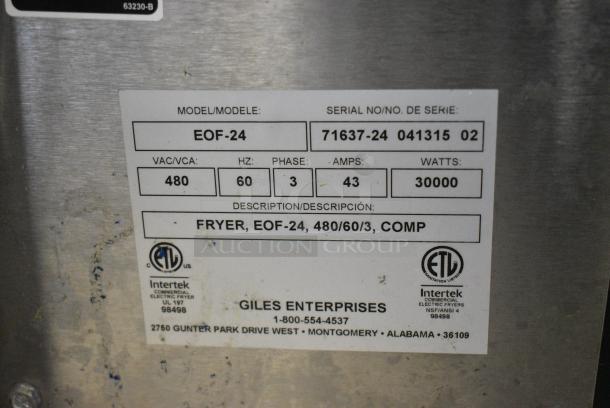 63230-B
MODEL/MODELE: SERIAL NO/NO. DE SERIE:
EOF-24 71637-24 041315 02
VAC/VCA: HZ: PHASE: AMPS: WATTS:
480 60 3 43 30000
DESCRIPTION/DESCRIPCIÓN:
FRYER, EOF-24, 480/60/3, COMP
AUCTION GROUP
ETL ETL
C US
Intertek Intertek
COMMERCIAL ELECTRIC FRYER COMMERCIAL ELECTRIC FRYERS
UL 197 NSF/ANSI 4
98498 98498
GILES ENTERPRISES
1-800-554-4537
2750 GUNTER PARK DRIVE WEST • MONTGOMERY • ALABAMA • 36109